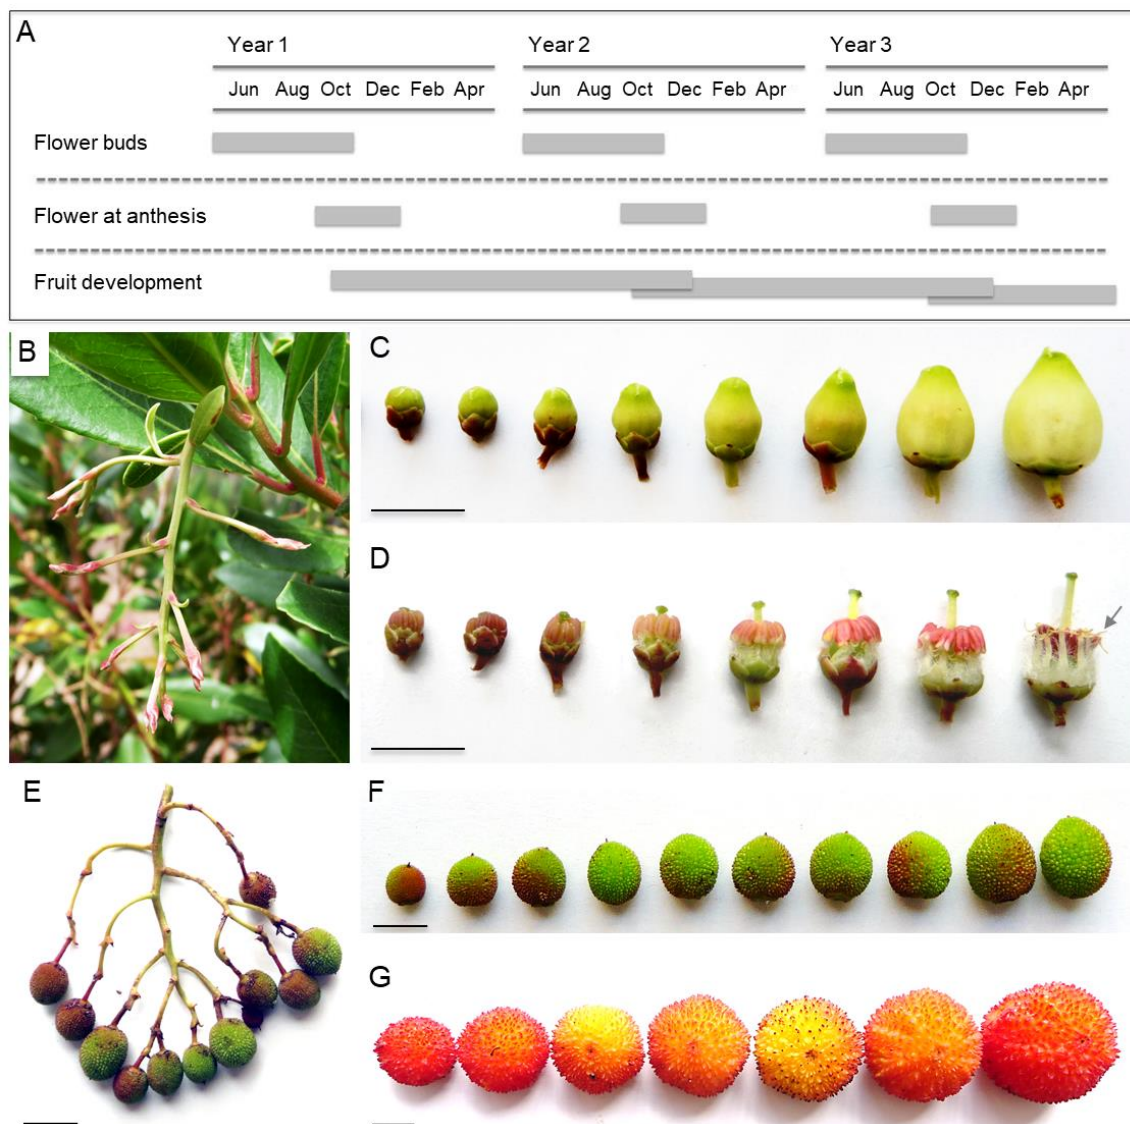 A
Year 1 Year 2 Year 3
Jun Aug Oct Dec Feb Apr Jun Aug Oct Dec Feb Apr Jun Aug Oct Dec Feb Apr
Flower buds
Flower at anthesis
Fruit development
B
C
D
E
F
G